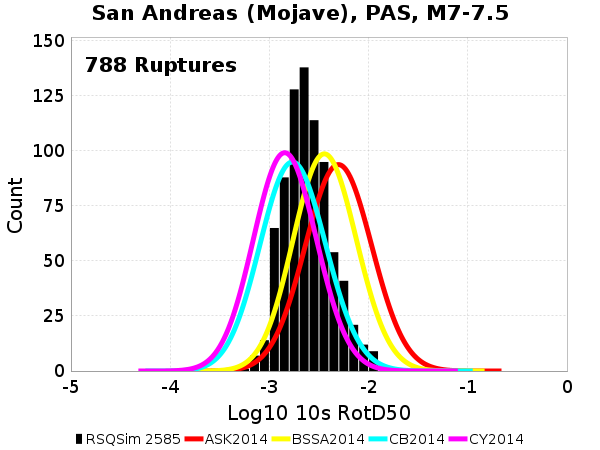 San Andreas (Mojave), PAS, M7-7.5
788 Ruptures
150
125
100
75
50
25
0
Count
-5 -4 -3 -2 -1 0
Log10 10s RotD50
RSQSim 2585 ASK2014 BSSA2014 CB2014 CY2014